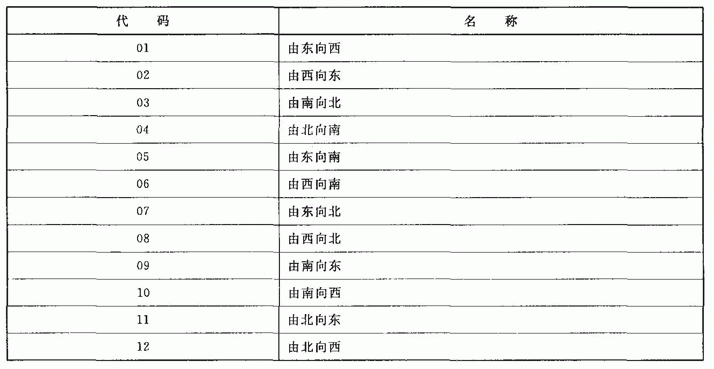 代 码 名 称
01 由东向西
02 由西向东
03 由南向北
04 由北向南
05 由东向南
06 由西向南
07 由东向北
08 由西向北
09 由南向东
10 由南向西
11 由北向东
12 由北向西